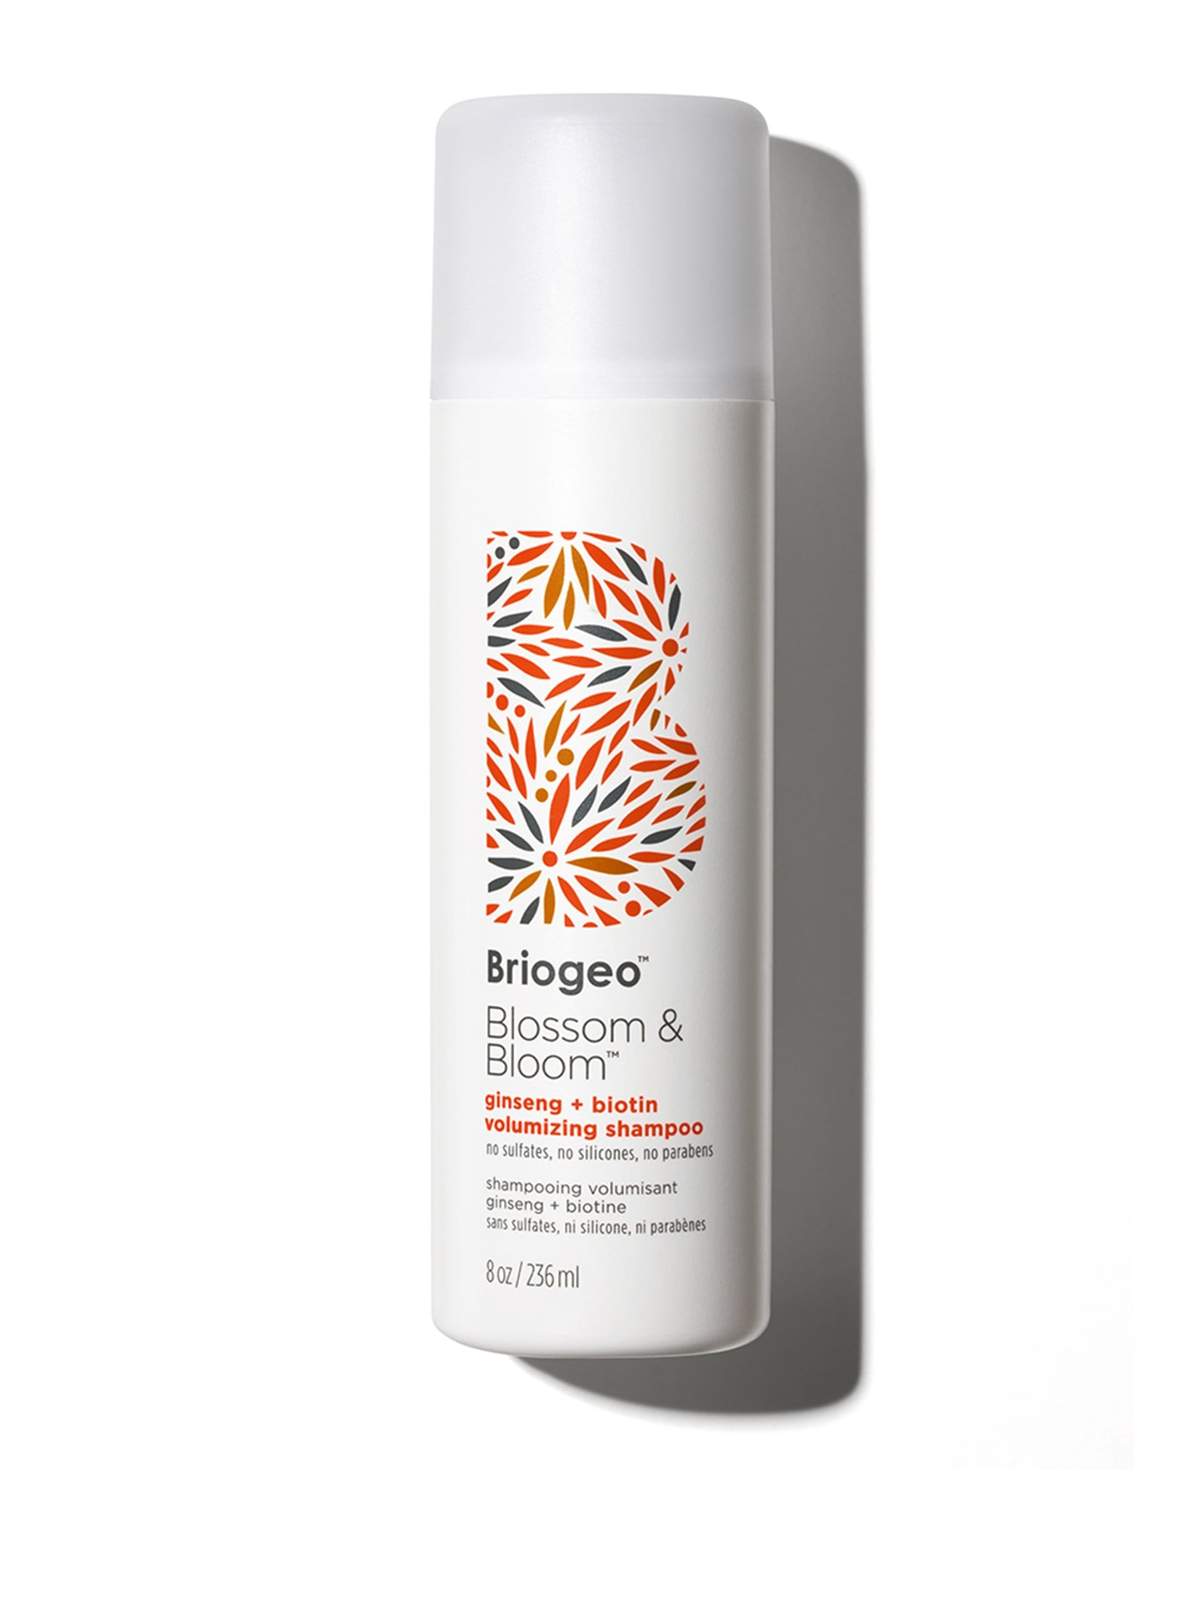 Briogeo™
Blossom &
Bloom™
ginseng + biotin
volumizing shampoo
no sulfates, no silicones, no parabens
shampooing volumisant
ginseng + biotine
sans sulfates, ni silicone, ni parabènes
8 oz / 236 ml